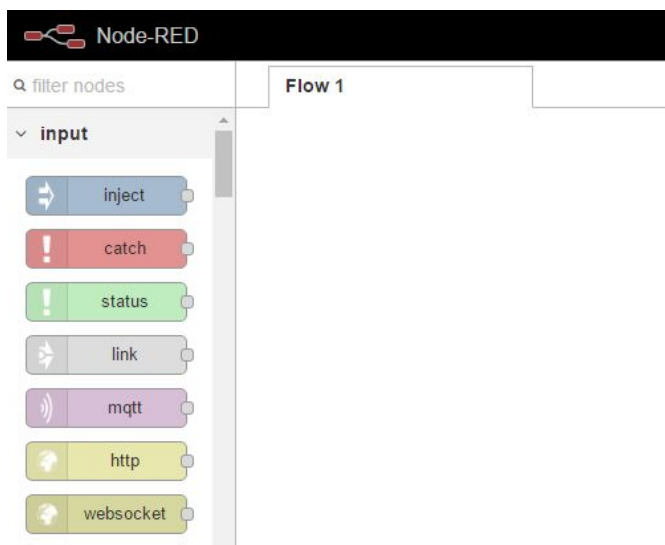 Node-RED
filter nodes
Flow 1
input
inject
catch
status
link
mqtt
http
websocket